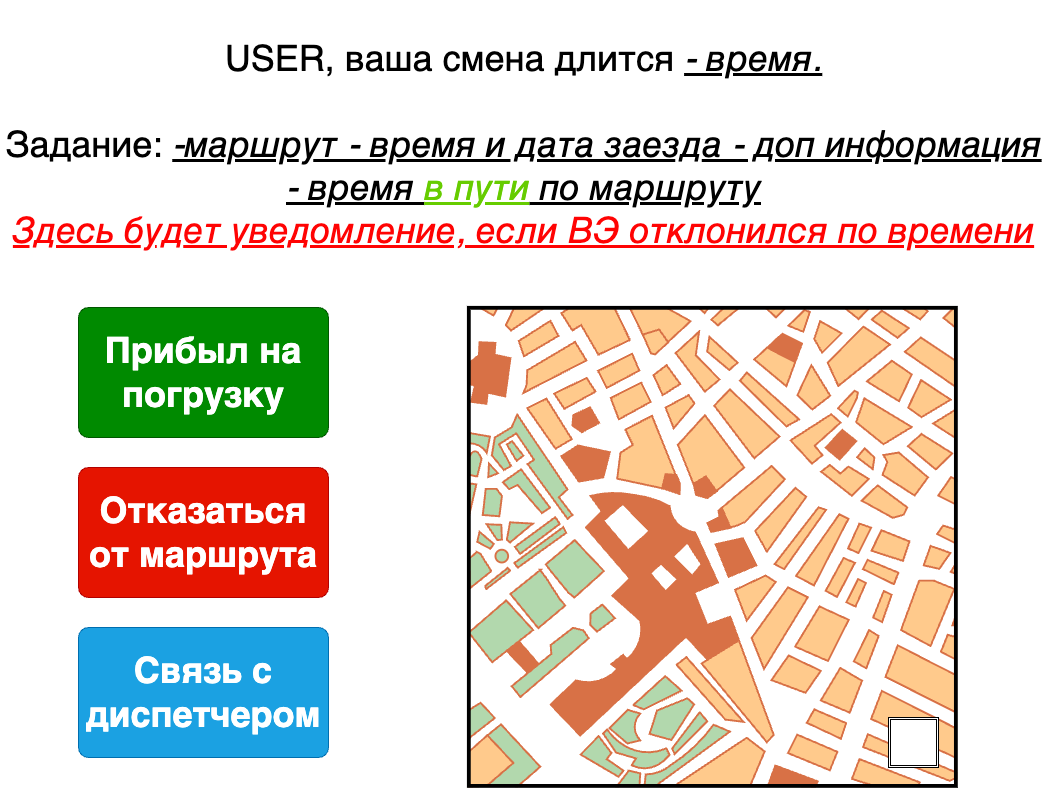 USER, ваша смена длится - время.
Задание: -маршрут - время и дата заезда - доп информация
- время в пути по маршруту
Здесь будет уведомление, если ВЭ отклонился по времени
Прибыл на
погрузку
Отказаться
от маршрута
Связь с
диспетчером